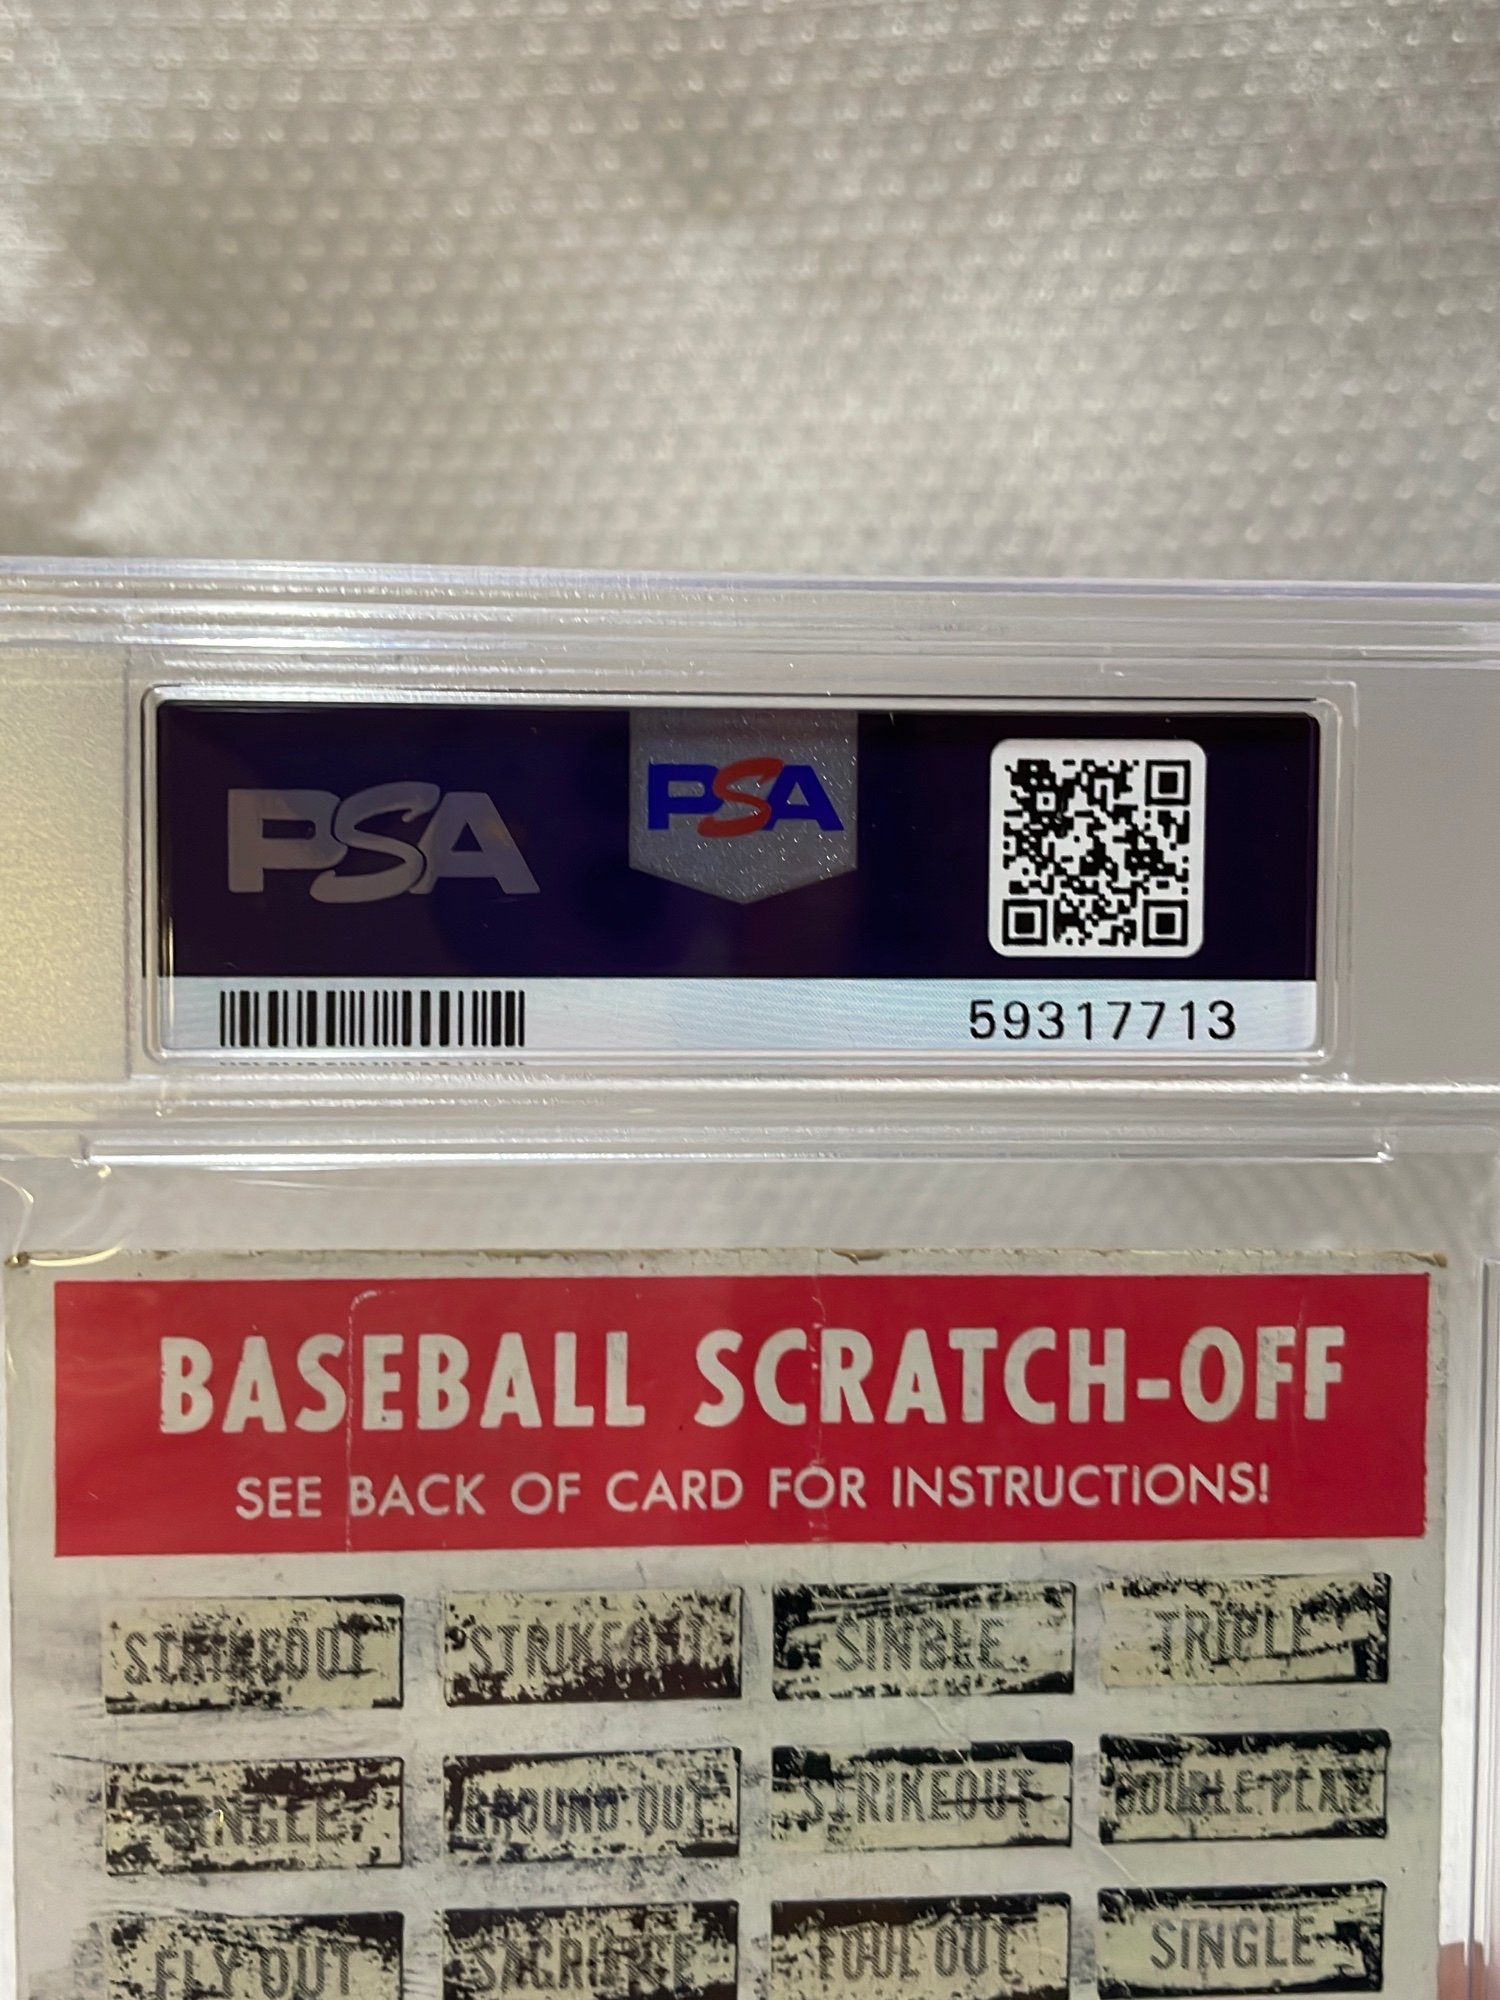 PSA PSA
59317713
BASEBALL SCRATCH-OFF
SEE BACK OF CARD FOR INSTRUCTIONS!
STRIKEOUT STRIKEOUT SINGLE TRIPLE
SINGLE GROUND OUT STRIKEOUT DOUBLE PLAY
FLY OUT SACRIFICE FOUL OUT SINGLE